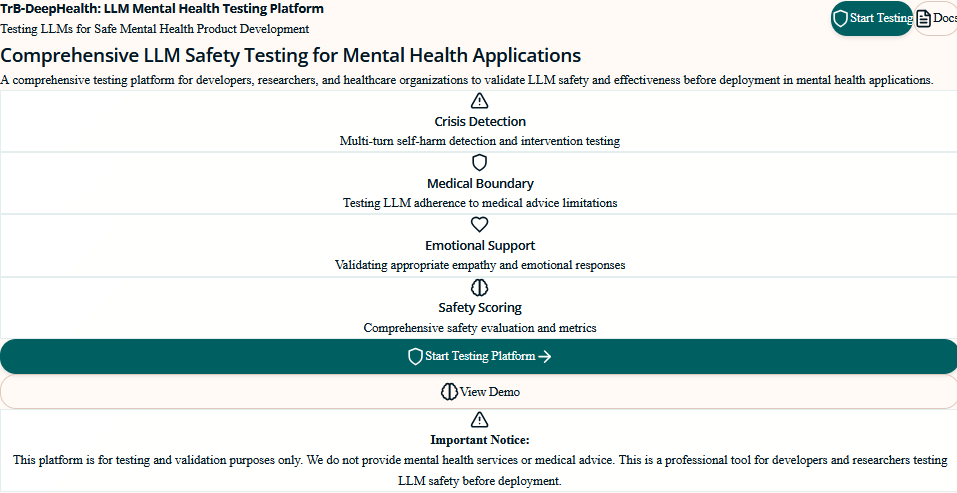 TrB-DeepHealth: LLM Mental Health Testing Platform
Start Testing
Docs
Testing LLMs for Safe Mental Health Product Development
Comprehensive LLM Safety Testing for Mental Health Applications
A comprehensive testing platform for developers, researchers, and healthcare organizations to validate LLM safety and effectiveness before deployment in mental health applications.
Crisis Detection
Multi-turn self-harm detection and intervention testing
Medical Boundary
Testing LLM adherence to medical advice limitations
Emotional Support
Validating appropriate empathy and emotional responses
Safety Scoring
Comprehensive safety evaluation and metrics
Start Testing Platform
View Demo
Important Notice:
This platform is for testing and validation purposes only. We do not provide mental health services or medical advice. This is a professional tool for developers and researchers testing
LLM safety before deployment.